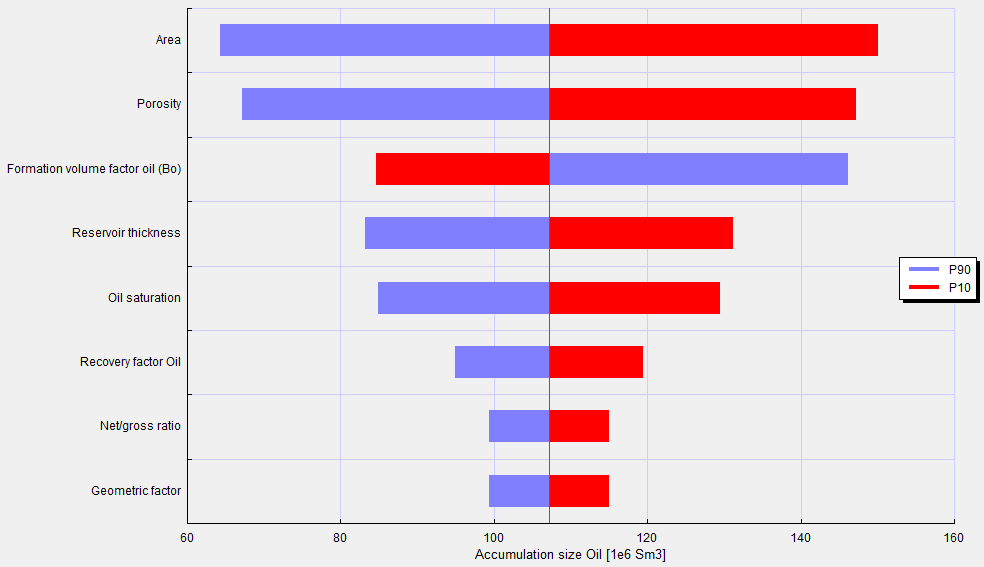 Area
Porosity
Formation volume factor oil (Bo)
Reservoir thickness
Oil saturation
Recovery factor Oil
Net/gross ratio
Geometric factor
P90
P10
60 80 100 120 140 160
Accumulation size Oil [1e6 Sm3]